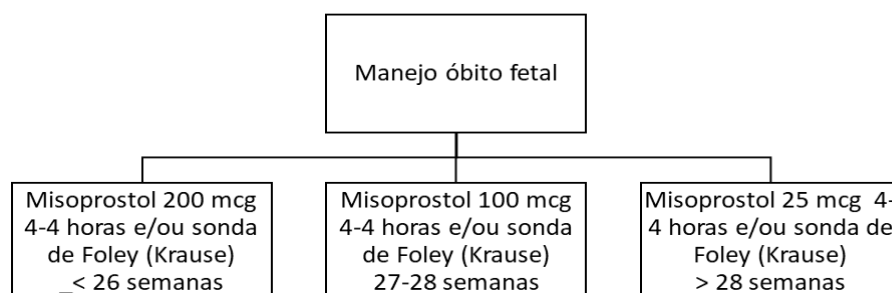 Manejo óbito fetal
Misoprostol 200 mcg
4-4 horas e/ou sonda
de Foley (Krause)
_< 26 semanas
Misoprostol 100 mcg
4-4 horas e/ou sonda
de Foley (Krause)
27-28 semanas
Misoprostol 25 mcg 4-
4 horas e/ou sonda de
Foley (Krause)
> 28 semanas